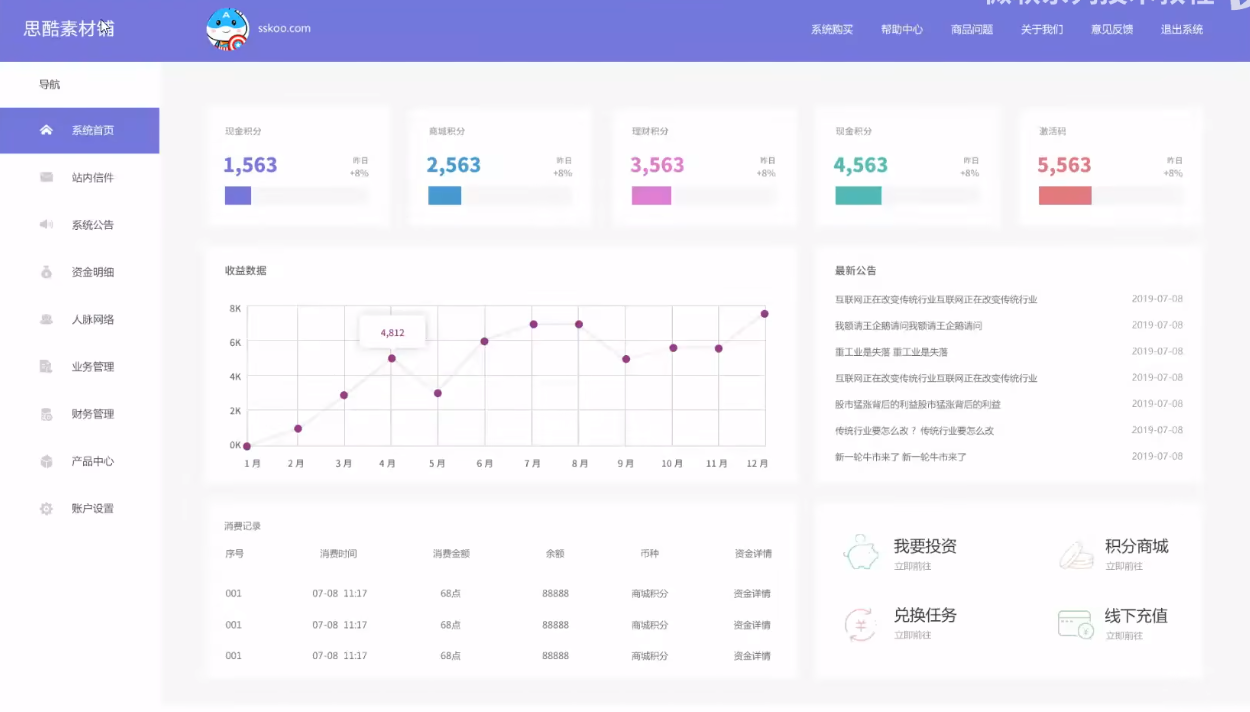 思酷素材铺
sskoo.com
系统购买 帮助中心 商品问题 关于我们 意见反馈 退出系统
导航
系统首页
站内信件
系统公告
资金明细
人脉网络
业务管理
财务管理
产品中心
账户设置
现金积分
1,563
昨日
+8%
商城积分
2,563
昨日
+8%
理财积分
3,563
昨日
+8%
现金积分
4,563
昨日
+8%
激活码
5,563
昨日
+8%
收益数据
8K
6K
4K
2K
0K
4,812
1 月 2 月 3 月 4 月 5 月 6 月 7 月 8 月 9 月 10 月 11 月 12 月
最新公告
互联网正在改变传统行业互联网正在改变传统行业 2019-07-08
我额请王企鹅请问我额请王企鹅请问 2019-07-08
重工业是失落 重工业是失落 2019-07-08
互联网正在改变传统行业互联网正在改变传统行业 2019-07-08
股市猛涨背后的利益股市猛涨背后的利益 2019-07-08
传统行业要怎么改？ 传统行业要怎么改 2019-07-08
新一轮牛市来了 新一轮牛市来了 2019-07-08
消费记录
序号 消费时间 消费金额 余额 币种 资金详情
001 07-08 11:17 68点 88888 商城积分 资金详情
001 07-08 11:17 68点 88888 商城积分 资金详情
001 07-08 11:17 68点 88888 商城积分 资金详情
我要投资
立即前往
积分商城
立即前往
兑换任务
立即前往
线下充值
立即前往